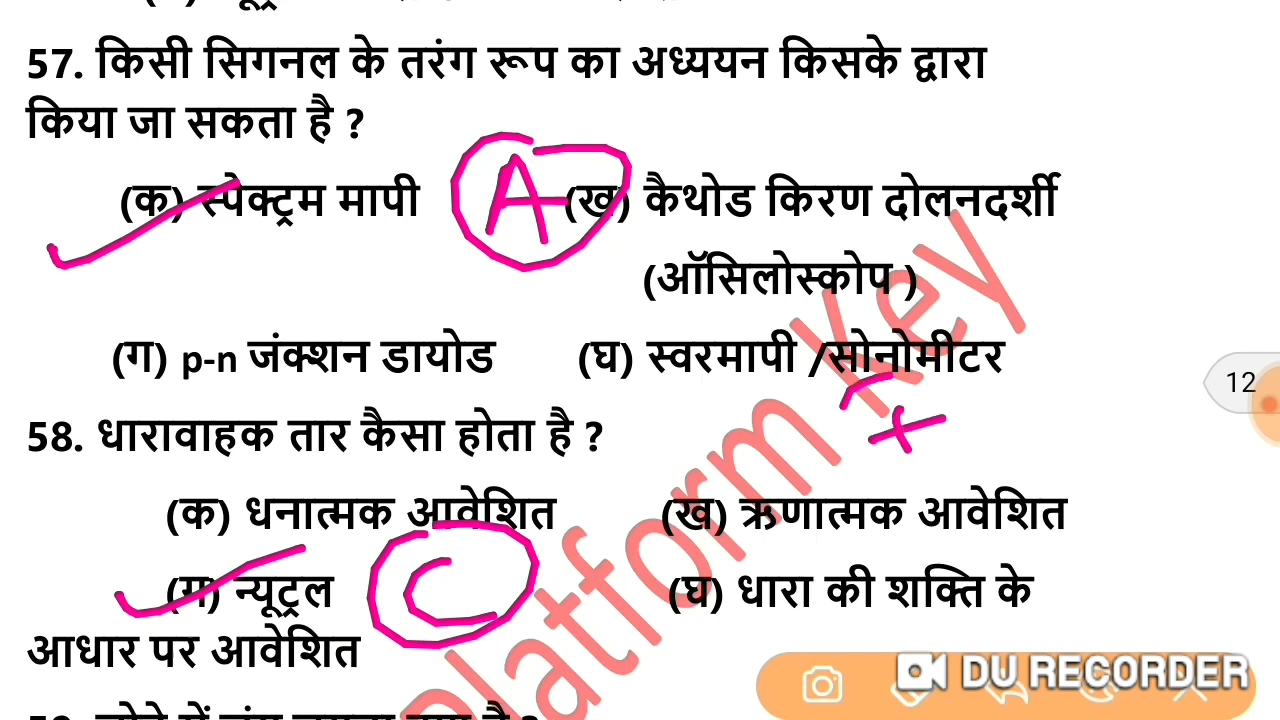 57. किसी सिगनल के तरंग रूप का अध्ययन किसके द्वारा
किया जा सकता है ?
(क) स्पेक्ट्रम मापी A (ख) कैथोड किरण दोलनदर्शी
(ऑसिलोस्कोप )
(ग) p-n जंक्शन डायोड (घ) स्वरमापी /सोनोमीटर
12
58. धारावाहक तार कैसा होता है ?
(क) धनात्मक आवेशित (ख) ऋणात्मक आवेशित
(ग) न्यूट्रल C (घ) धारा की शक्ति के
आधार पर आवेशित
Platform Key
DU RECORDER